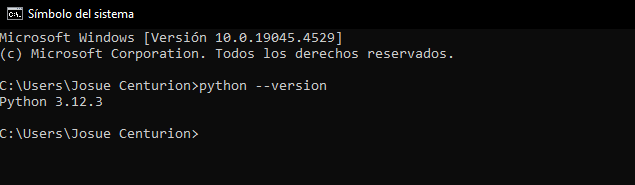 Símbolo del sistema
Microsoft Windows [Versión 10.0.19045.4529]
(c) Microsoft Corporation. Todos los derechos reservados.
C:\Users\Josue Centurion>python --version
Python 3.12.3
C:\Users\Josue Centurion>